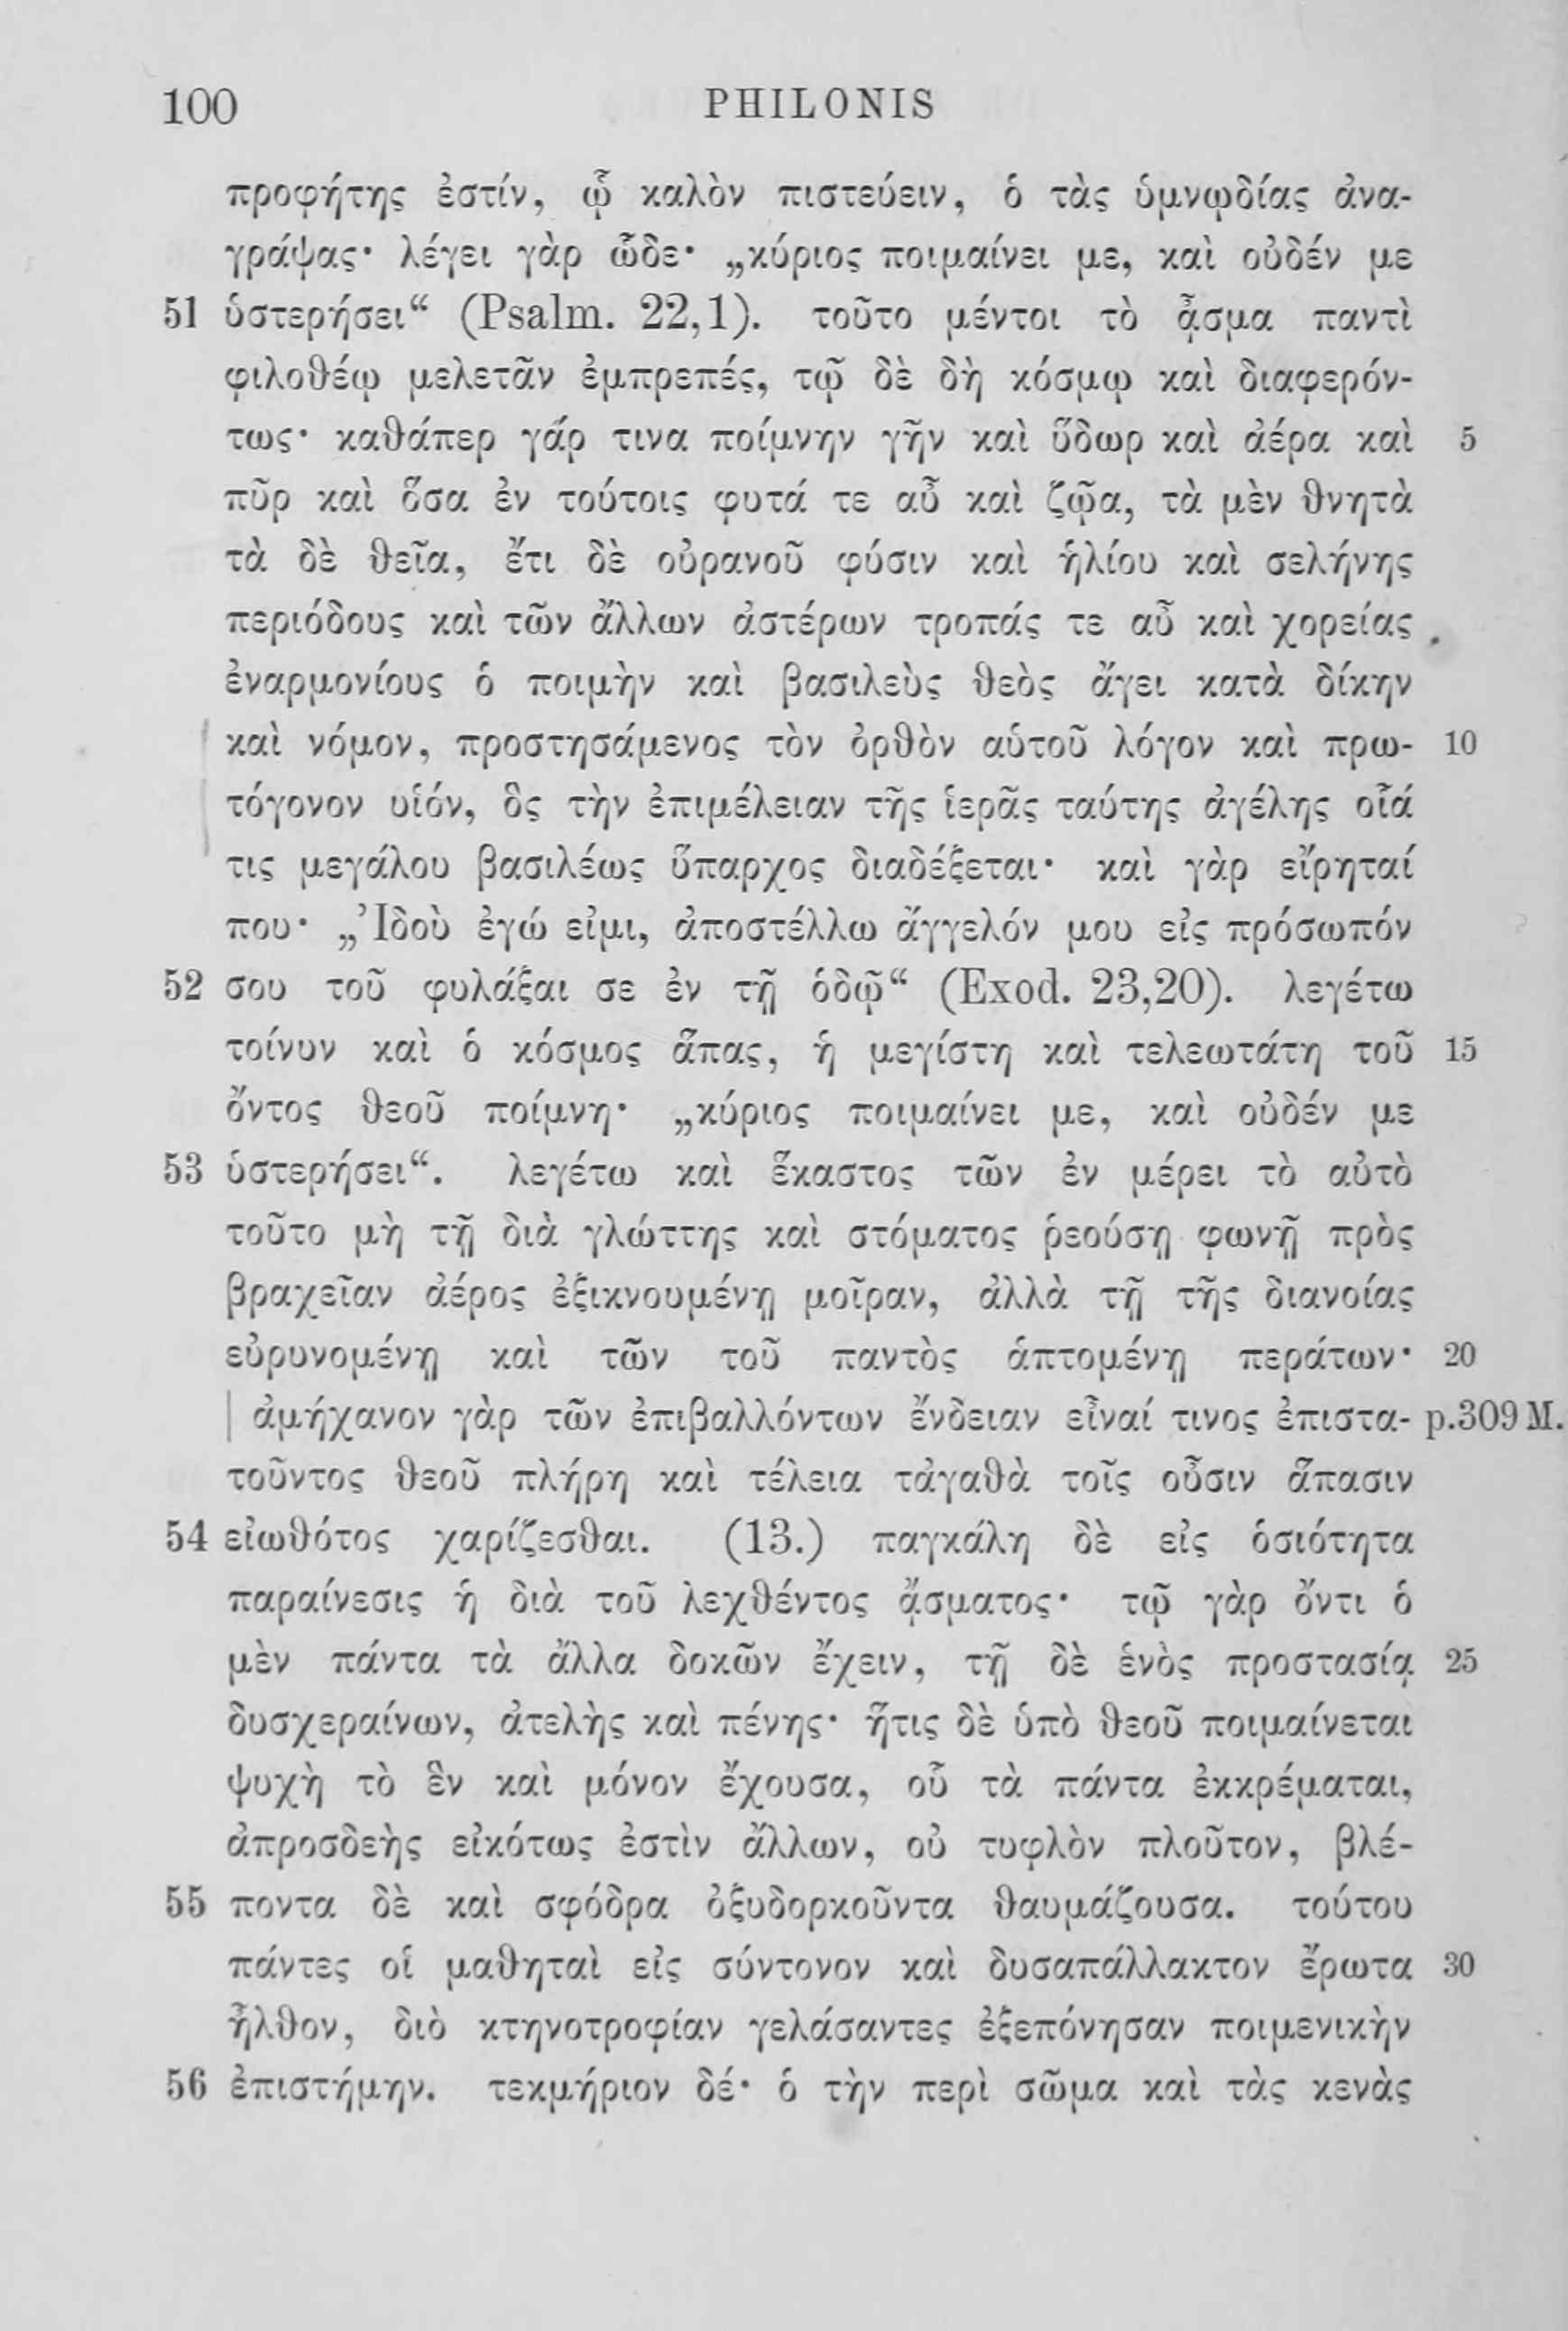 100 PHILONIS
προφήτης ἐστίν, ᾧ καλὸν πιστεύειν, ὁ τὰς ὑμνῳδίας ἀνα-
γράψας· λέγει γὰρ ὧδε· „κύριος ποιμαίνει με, καὶ οὐδέν με
51 ὑστερήσει“ (Psalm. 22,1). τοῦτο μέντοι τὸ ᾆσμα παντὶ
φιλοθέῳ μελετᾶν ἐμπρεπές, τῷ δὲ δὴ κόσμῳ καὶ διαφερόν-
τως· καθάπερ γάρ τινα ποίμνην γῆν καὶ ὕδωρ καὶ ἀέρα καὶ 5
πῦρ καὶ ὅσα ἐν τούτοις φυτά τε αὖ καὶ ζῷα, τὰ μὲν θνητὰ
τὰ δὲ θεῖα, ἔτι δὲ οὐρανοῦ φύσιν καὶ ἡλίου καὶ σελήνης
περιόδους καὶ τῶν ἄλλων ἀστέρων τροπάς τε αὖ καὶ χορείας
ἐναρμονίους ὁ ποιμὴν καὶ βασιλεὺς θεὸς ἄγει κατὰ δίκην
καὶ νόμον, προστησάμενος τὸν ὀρθὸν αὑτοῦ λόγον καὶ πρω- 10
τόγονον υἱόν, ὃς τὴν ἐπιμέλειαν τῆς ἱερᾶς ταύτης ἀγέλης οἷά
τις μεγάλου βασιλέως ὕπαρχος διαδέξεται· καὶ γὰρ εἴρηταί
που· „Ἰδοὺ ἐγώ εἰμι, ἀποστέλλω ἄγγελόν μου εἰς πρόσωπόν
52 σου τοῦ φυλάξαι σε ἐν τῇ ὁδῷ“ (Exod. 23,20). λεγέτω
τοίνυν καὶ ὁ κόσμος ἅπας, ἡ μεγίστη καὶ τελεωτάτη τοῦ 15
ὄντος θεοῦ ποίμνη· „κύριος ποιμαίνει με, καὶ οὐδέν με
53 ὑστερήσει“. λεγέτω καὶ ἕκαστος τῶν ἐν μέρει τὸ αὐτὸ
τοῦτο μὴ τῇ διὰ γλώττης καὶ στόματος ῥεούσῃ φωνῇ πρὸς
βραχεῖαν ἀέρος ἐξικνουμένῃ μοῖραν, ἀλλὰ τῇ τῆς διανοίας
εὐρυνομένῃ καὶ τῶν τοῦ παντὸς ἁπτομένῃ περάτων· 20
| ἀμήχανον γὰρ τῶν ἐπιβαλλόντων ἔνδειαν εἶναί τινος ἐπιστα- p.309 M.
τοῦντος θεοῦ πλήρη καὶ τέλεια τἀγαθὰ τοῖς οὖσιν ἅπασιν
54 εἰωθότος χαρίζεσθαι. (13.) παγκάλη δὲ εἰς ὁσιότητα
παραίνεσις ἡ διὰ τοῦ λεχθέντος ᾄσματος· τῷ γὰρ ὄντι ὁ
μὲν πάντα τὰ ἄλλα δοκῶν ἔχειν, τῇ δὲ ἑνὸς προστασίᾳ 25
δυσχεραίνων, ἀτελὴς καὶ πένης· ἥτις δὲ ὑπὸ θεοῦ ποιμαίνεται
ψυχὴ τὸ ἓν καὶ μόνον ἔχουσα, οὗ τὰ πάντα ἐκκρέμαται,
ἀπροσδεὴς εἰκότως ἐστὶν ἄλλων, οὐ τυφλὸν πλοῦτον, βλέ-
55 ποντα δὲ καὶ σφόδρα ὀξυδορκοῦντα θαυμάζουσα. τούτου
πάντες οἱ μαθηταὶ εἰς σύντονον καὶ δυσαπάλλακτον ἔρωτα 30
ἦλθον, διὸ κτηνοτροφίαν γελάσαντες ἐξεπόνησαν ποιμενικὴν
56 ἐπιστήμην. τεκμήριον δέ· ὁ τὴν περὶ σῶμα καὶ τὰς κενὰς